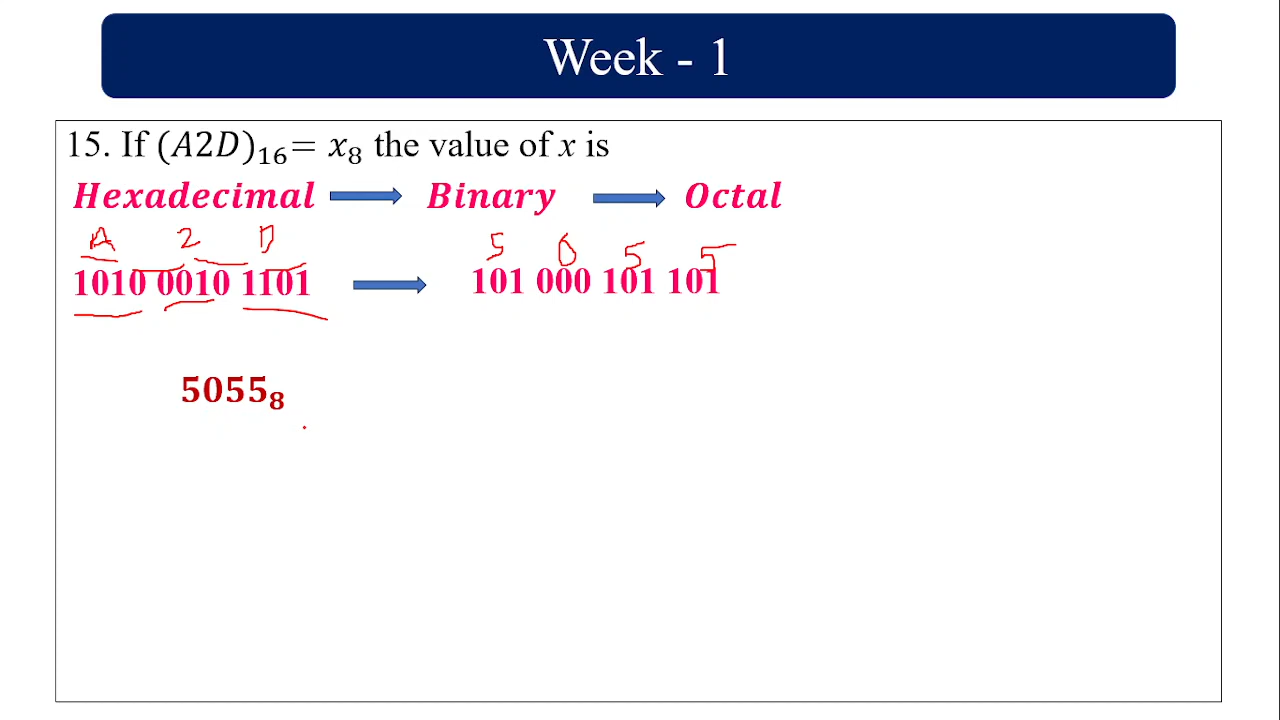 Week - 1
15. If (A2D)₁₆= x₈ the value of x is
Hexadecimal Binary Octal
A 2 D 5 0 5 5
1010 0010 1101 101 000 101 101
5055₈